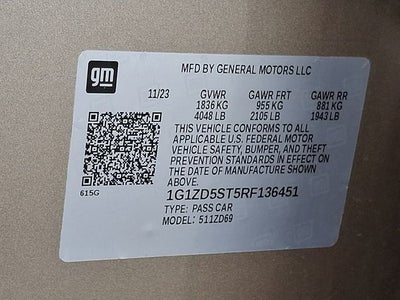 gm
MFD BY GENERAL MOTORS LLC
11/23 GVWR GAWR FRT GAWR RR
1836 KG 955 KG 881 KG
4048 LB 2105 LB 1943 LB
THIS VEHICLE CONFORMS TO ALL
APPLICABLE U.S. FEDERAL MOTOR
VEHICLE SAFETY, BUMPER, AND THEFT
PREVENTION STANDARDS IN EFFECT ON
THE DATE OF MANUFACTURE SHOWN ABOVE.
615G
1G1ZD5ST5RF136451
TYPE: PASS CAR
MODEL: 511ZD69